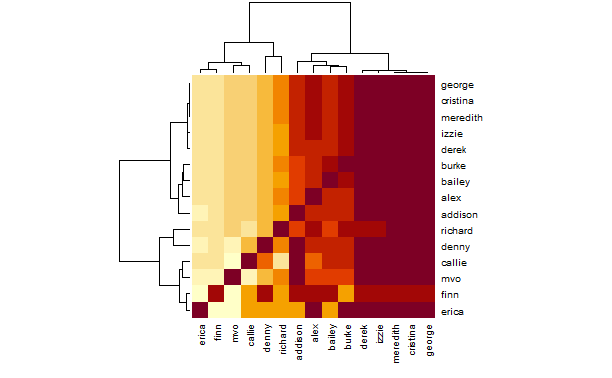 george
cristina
meredith
izzie
derek
burke
bailey
alex
addison
richard
denny
callie
mvo
finn
erica
erica
finn
mvo
callie
denny
richard
addison
alex
bailey
burke
derek
izzie
meredith
cristina
george